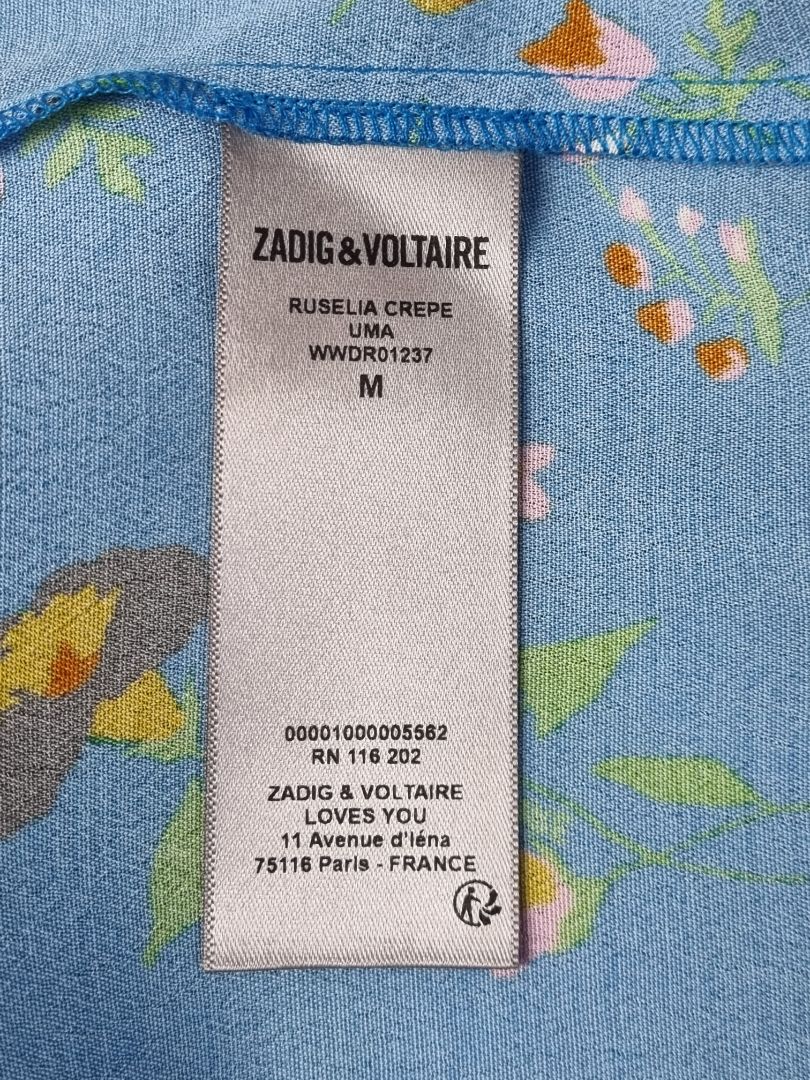 ZADIG&VOLTAIRE
RUSELIA CREPE
UMA
WWDR01237
M
00001000005562
RN 116 202
ZADIG & VOLTAIRE
LOVES YOU
11 Avenue d'Iéna
75116 Paris - FRANCE